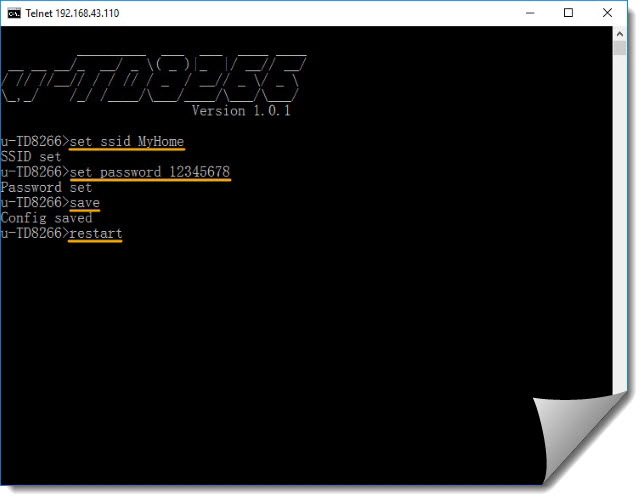 Telnet 192.168.43.110
u-TD8266
Version 1.0.1
u-TD8266>set ssid MyHome
SSID set
u-TD8266>set password 12345678
Password set
u-TD8266>save
Config saved
u-TD8266>restart